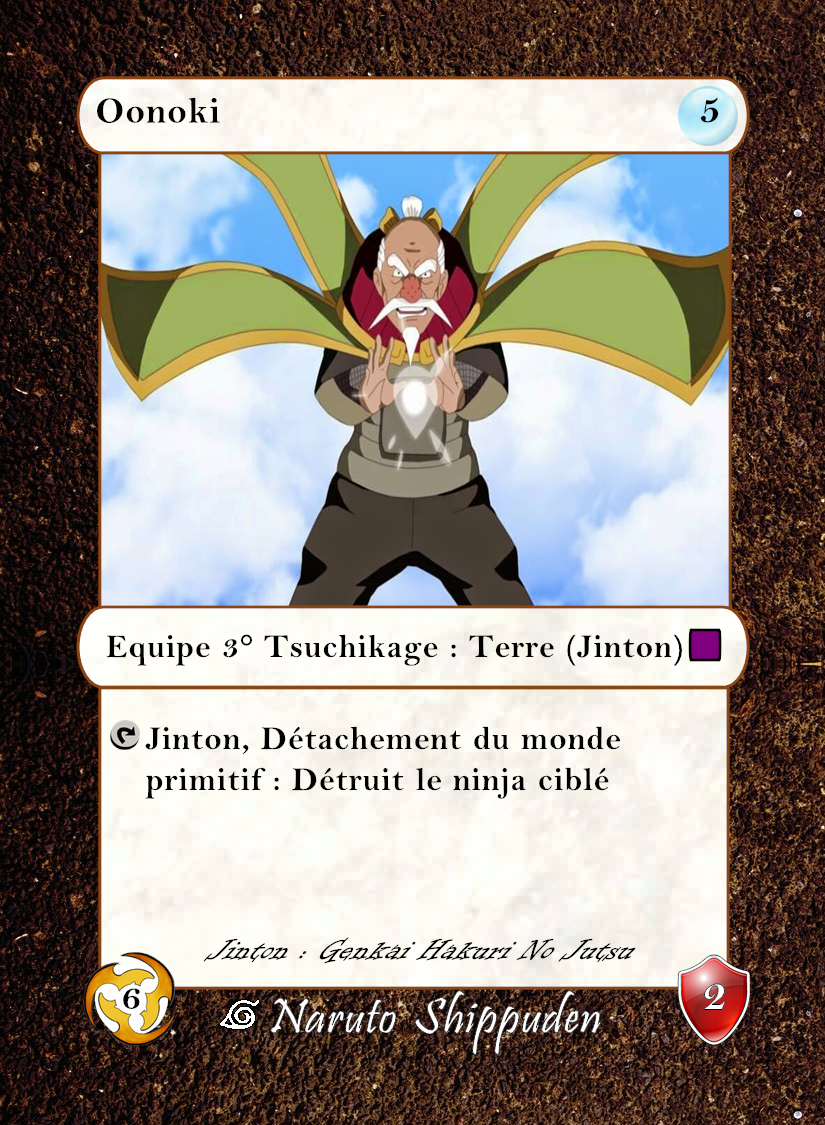 Oonoki
5
Equipe 3° Tsuchikage : Terre (Jinton)
Jinton, Détachement du monde
primitif : Détruit le ninja ciblé
Jinton : Genkai Hakuri No Jutsu
6
Naruto Shippuden
2